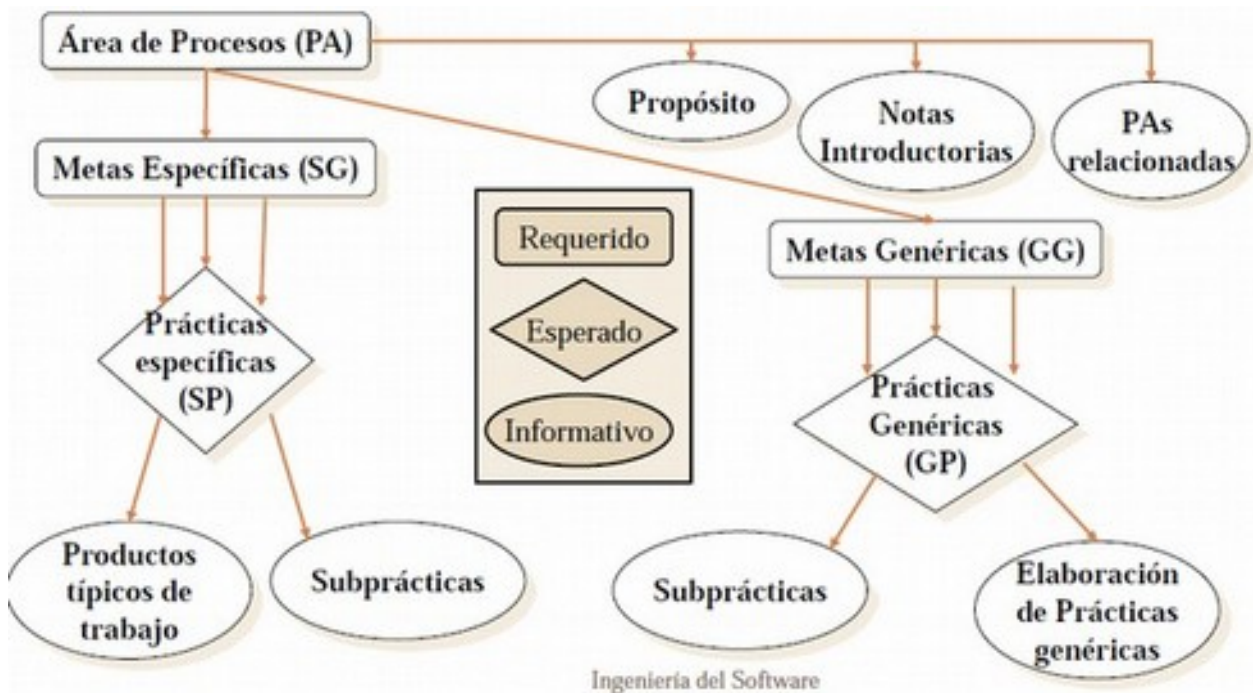 Área de Procesos (PA)
Propósito
Notas
Introductorias
PAs
relacionadas
Metas Específicas (SG)
Requerido
Esperado
Informativo
Metas Genéricas (GG)
Prácticas
específicas
(SP)
Prácticas
Genéricas
(GP)
Productos
típicos de
trabajo
Subprácticas
Subprácticas
Elaboración
de Prácticas
genéricas
Ingeniería del Software